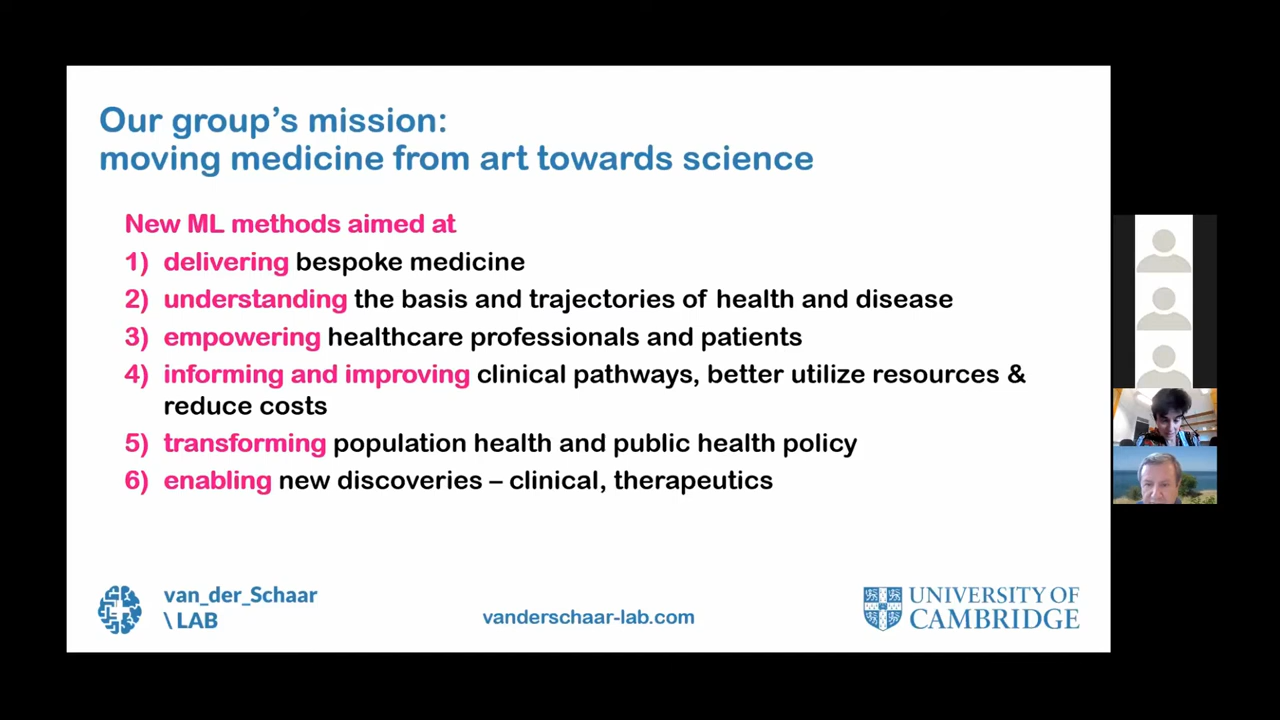 Our group's mission:
moving medicine from art towards science
New ML methods aimed at
1) delivering bespoke medicine
2) understanding the basis and trajectories of health and disease
3) empowering healthcare professionals and patients
4) informing and improving clinical pathways, better utilize resources &
reduce costs
5) transforming population health and public health policy
6) enabling new discoveries – clinical, therapeutics
van_der_Schaar
\ LAB
vanderschaar-lab.com
UNIVERSITY OF
CAMBRIDGE